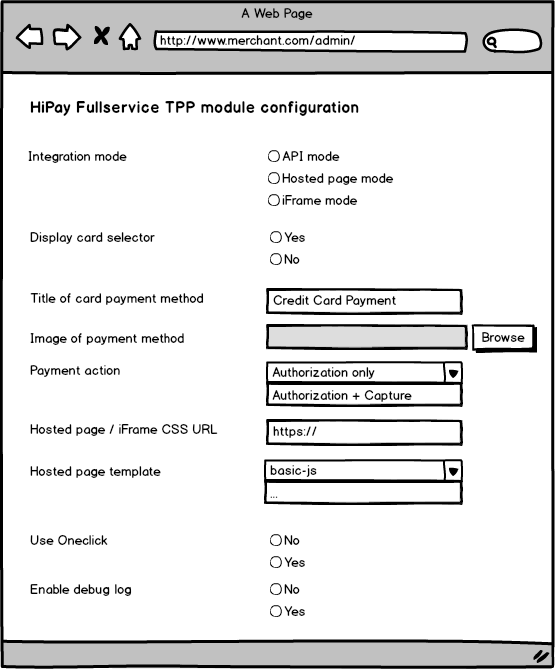 A Web Page
http://www.merchant.com/admin/
HiPay Fullservice TPP module configuration
Integration mode
API mode
Hosted page mode
iFrame mode
Display card selector
Yes
No
Title of card payment method
Credit Card Payment
Image of payment method
Browse
Payment action
Authorization only
Authorization + Capture
Hosted page / iFrame CSS URL
https://
Hosted page template
basic-js
...
Use Oneclick
No
Yes
Enable debug log
No
Yes